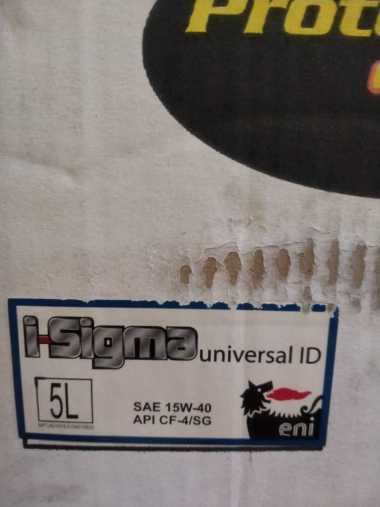 Prot
i-Sigma universal ID
5L
SAE 15W-40
API CF-4/SG
eni